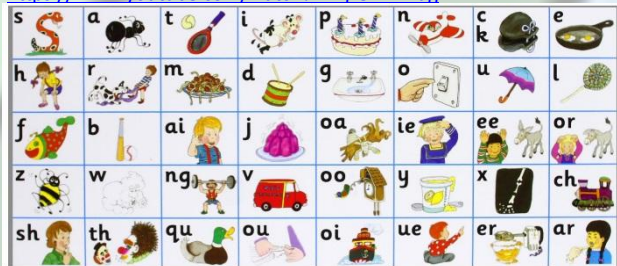 s a t i p n c k e
h r m d g o u l
f b ai j oa ie ee or
z w ng v oo y x ch
sh th qu ou oi ue er ar